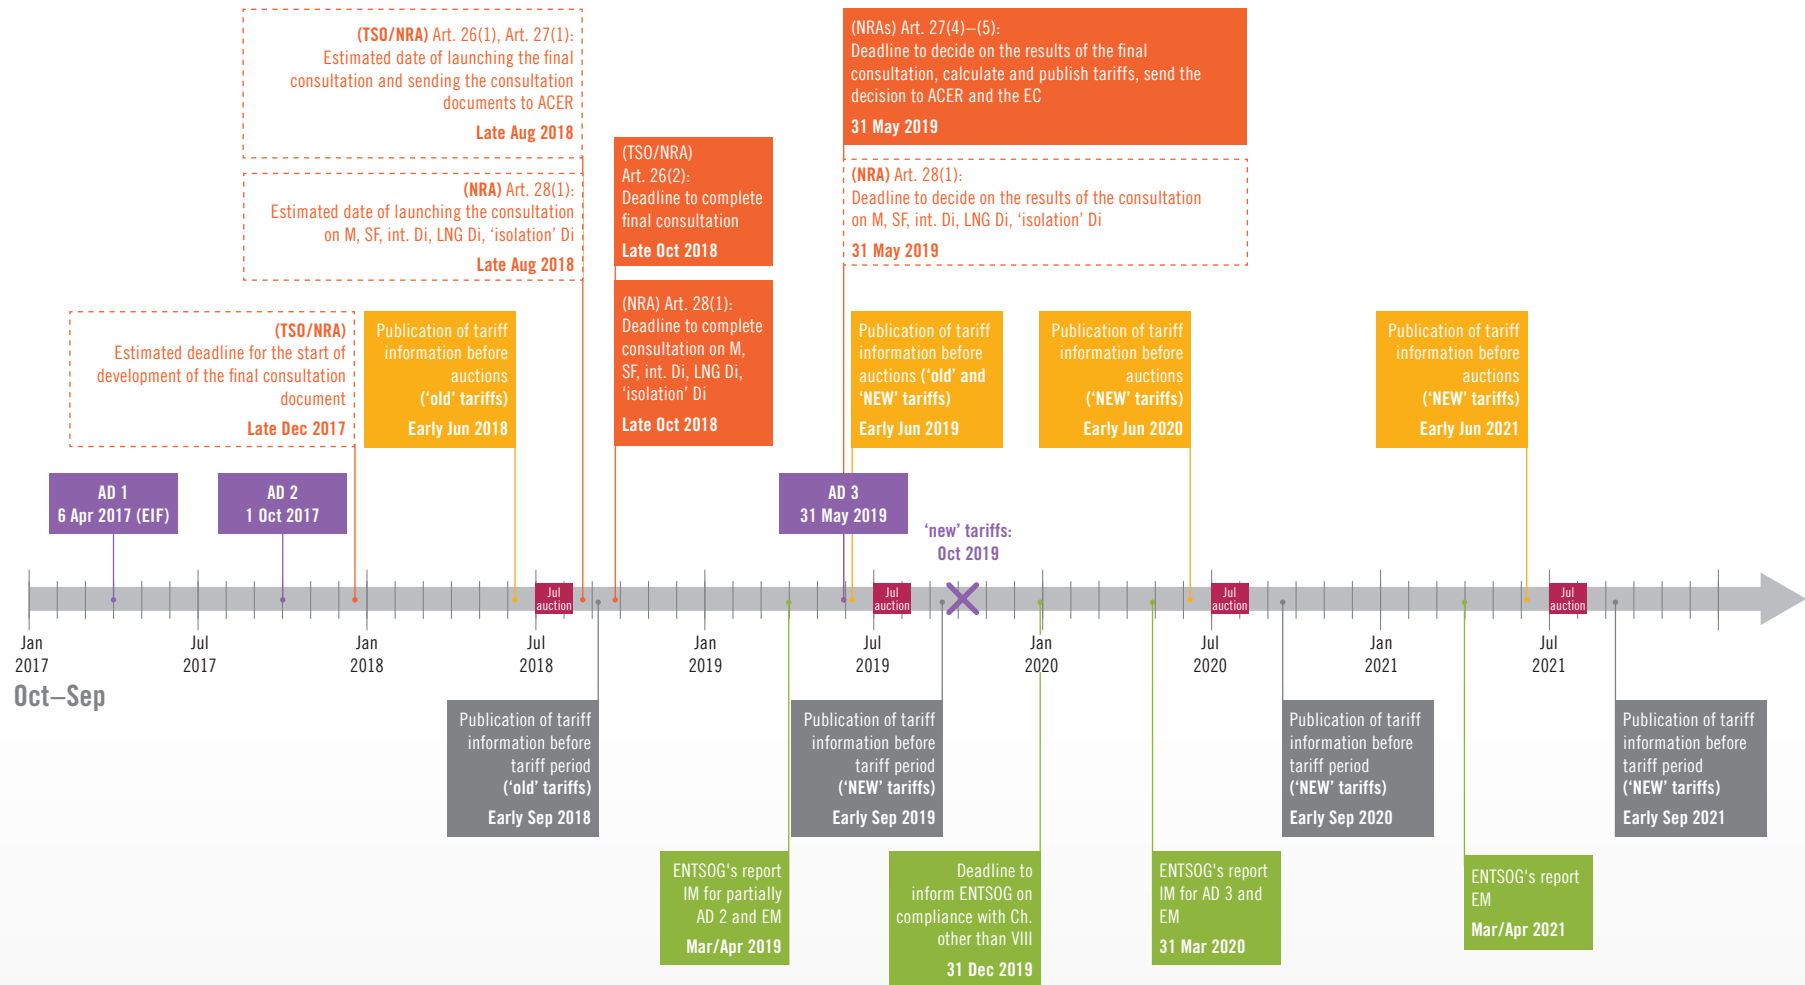 (TSO/NRA) Art. 26(1), Art. 27(1):
Estimated date of launching the final
consultation and sending the consultation
documents to ACER
Late Aug 2018
(NRA) Art. 28(1):
Estimated date of launching the consultation
on M, SF, int. Di, LNG Di, ‘isolation’ Di
Late Aug 2018
(TSO/NRA)
Art. 26(2):
Deadline to complete
final consultation
Late Oct 2018
(NRA) Art. 28(1):
Deadline to complete
consultation on M,
SF, int. Di, LNG Di,
‘isolation’ Di
Late Oct 2018
(NRAs) Art. 27(4)–(5):
Deadline to decide on the results of the final
consultation, calculate and publish tariffs, send the
decision to ACER and the EC
31 May 2019
(NRA) Art. 28(1):
Deadline to decide on the results of the consultation
on M, SF, int. Di, LNG Di, ‘isolation’ Di
31 May 2019
(TSO/NRA)
Estimated deadline for the start of
development of the final consultation
document
Late Dec 2017
Publication of tariff
information before
auctions
(‘old’ tariffs)
Early Jun 2018
Publication of tariff
information before
auctions (‘old’ and
‘NEW’ tariffs)
Early Jun 2019
Publication of tariff
information before
auctions
(‘NEW’ tariffs)
Early Jun 2020
Publication of tariff
information before
auctions
(‘NEW’ tariffs)
Early Jun 2021
AD 1
6 Apr 2017 (EIF)
AD 2
1 Oct 2017
AD 3
31 May 2019
‘new’ tariffs:
Oct 2019
Jul
auction
Jul
auction
Jul
auction
Jul
auction
Jan
2017
Jul
2017
Jan
2018
Jul
2018
Jan
2019
Jul
2019
Jan
2020
Jul
2020
Jan
2021
Jul
2021
Oct–Sep
Publication of tariff
information before
tariff period
(‘old’ tariffs)
Early Sep 2018
Publication of tariff
information before
tariff period
(‘NEW’ tariffs)
Early Sep 2019
Publication of tariff
information before
tariff period
(‘NEW’ tariffs)
Early Sep 2020
Publication of tariff
information before
tariff period
(‘NEW’ tariffs)
Early Sep 2021
ENTSOG's report
IM for partially
AD 2 and EM
Mar/Apr 2019
Deadline to
inform ENTSOG on
compliance with Ch.
other than VIII
31 Dec 2019
ENTSOG's report
IM for AD 3 and
EM
31 Mar 2020
ENTSOG's report
EM
Mar/Apr 2021